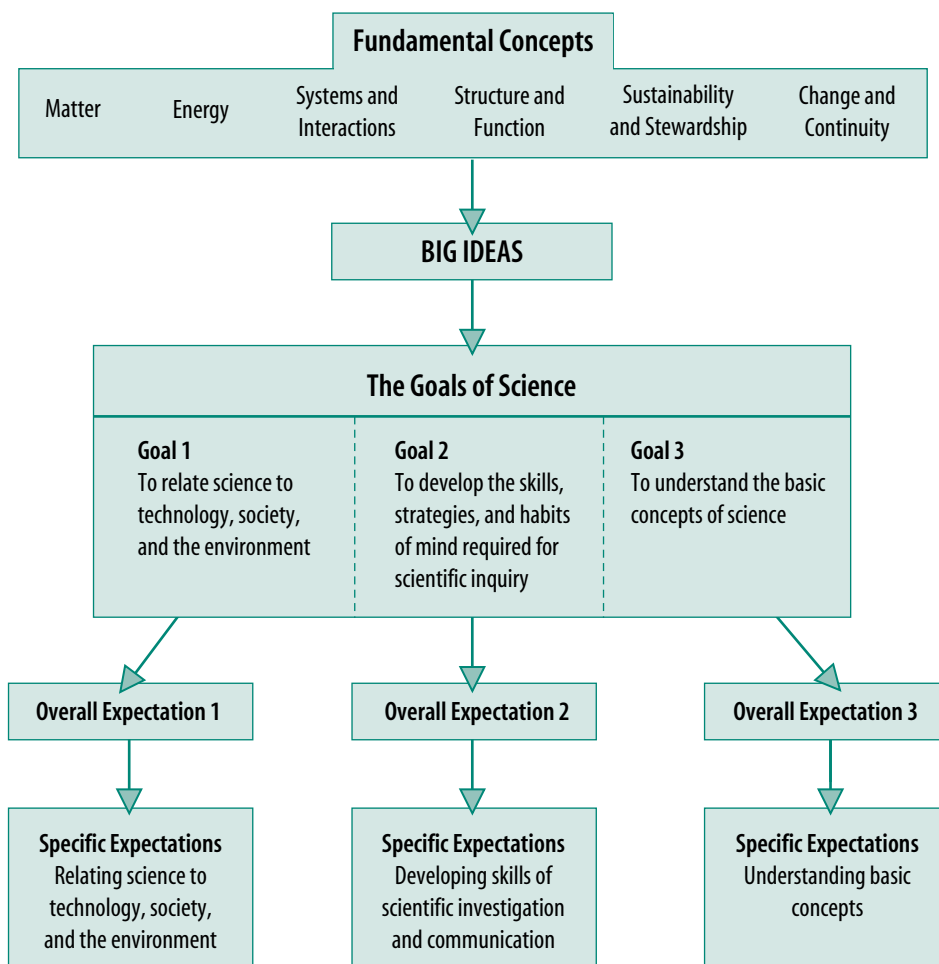 Fundamental Concepts
Matter
Energy
Systems and
Interactions
Structure and
Function
Sustainability
and Stewardship
Change and
Continuity
BIG IDEAS
The Goals of Science
Goal 1
To relate science to
technology, society,
and the environment
Goal 2
To develop the skills,
strategies, and habits
of mind required for
scientific inquiry
Goal 3
To understand the basic
concepts of science
Overall Expectation 1
Overall Expectation 2
Overall Expectation 3
Specific Expectations
Relating science to
technology, society,
and the environment
Specific Expectations
Developing skills of
scientific investigation
and communication
Specific Expectations
Understanding basic
concepts